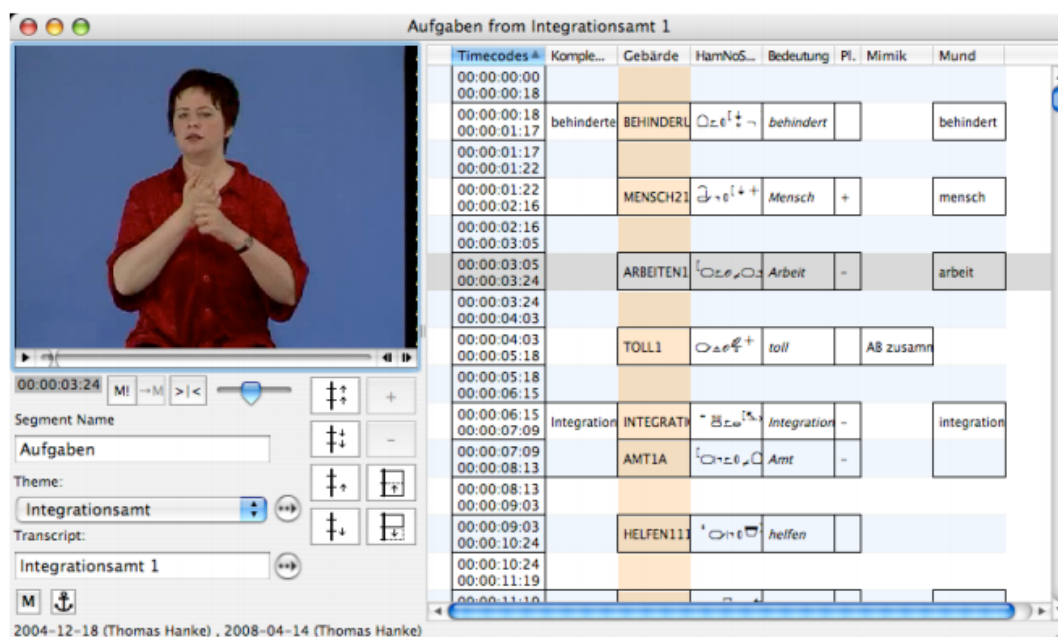 Aufgaben from Integrationsamt 1
Timecodes Komple... Gebärde HamNoS... Bedeutung Pl. Mimik Mund
00:00:00:00
00:00:00:18
00:00:00:18
00:00:01:17
behinderte BEHINDERU behindert behindert
00:00:01:17
00:00:01:22
00:00:01:22
00:00:02:16
MENSCH21 Mensch + mensch
00:00:02:16
00:00:03:05
00:00:03:05
00:00:03:24
ARBEITEN1 Arbeit - arbeit
00:00:03:24
00:00:04:03
00:00:04:03
00:00:05:18
TOLL1 toll AB zusamm
00:00:05:18
00:00:06:15
00:00:06:15
00:00:07:09
Integration INTEGRATI Integration - integration
00:00:07:09
00:00:08:13
AMT1A Amt -
00:00:08:13
00:00:09:03
00:00:09:03
00:00:10:24
HELFEN111 helfen
00:00:10:24
00:00:11:19
00:00:11:19
00:00:03:24 M! →M >|<
Segment Name
Aufgaben
Theme:
Integrationsamt
Transcript:
Integrationsamt 1
M
2004-12-18 (Thomas Hanke) , 2008-04-14 (Thomas Hanke)